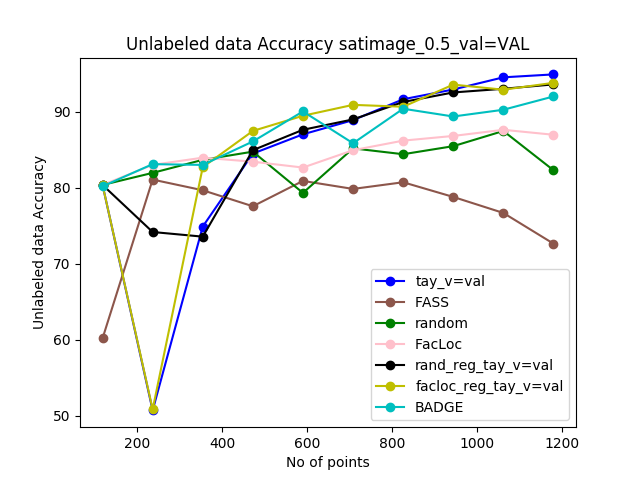 Unlabeled data Accuracy satimage_0.5_val=VAL
Unlabeled data Accuracy
90
80
70
60
50
tay_v=val
FASS
random
FacLoc
rand_reg_tay_v=val
facloc_reg_tay_v=val
BADGE
200 400 600 800 1000 1200
No of points